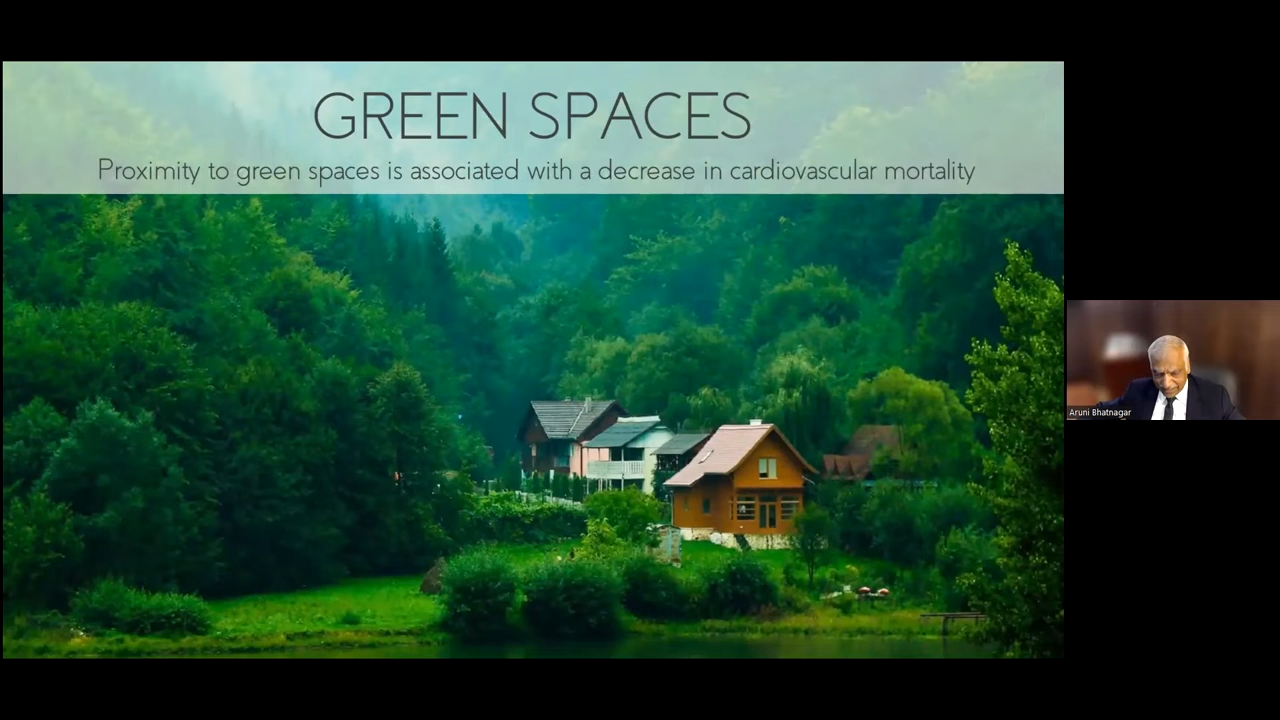 GREEN SPACES
Proximity to green spaces is associated with a decrease in cardiovascular mortality
Aruni Bhatnagar